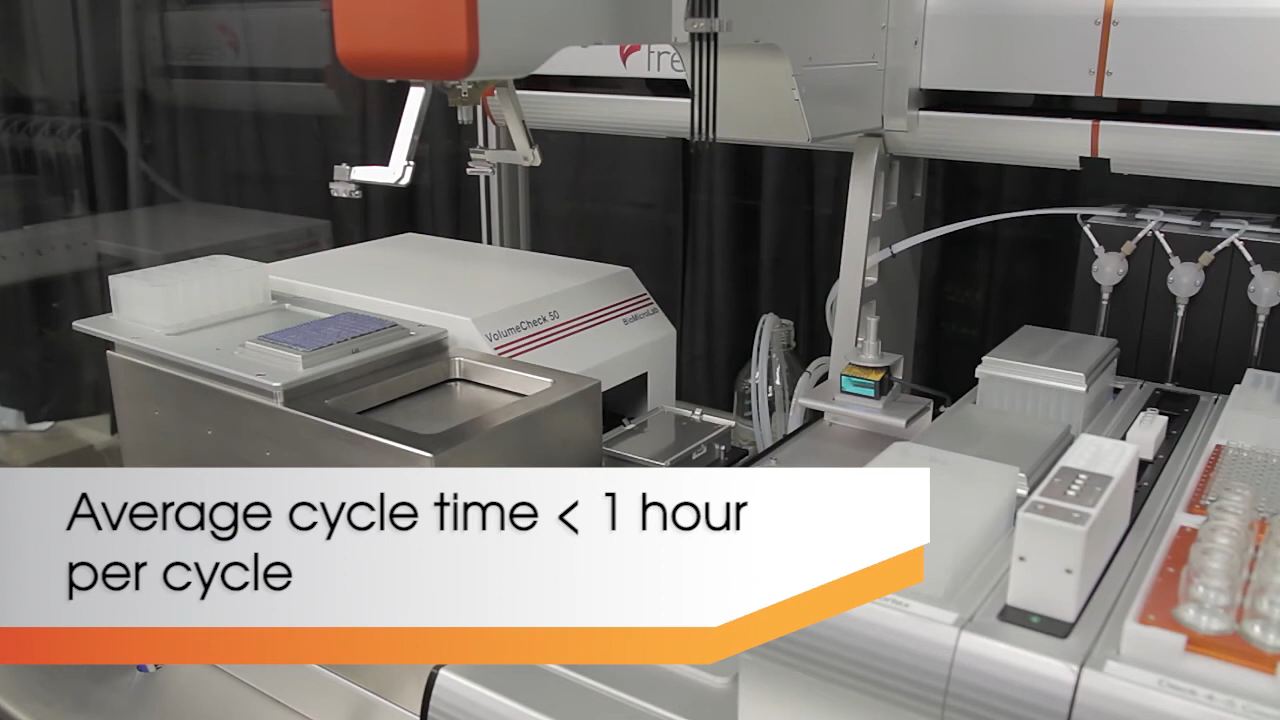 fre
VolumeCheck 50
BioMicroLab
Average cycle time < 1 hour
per cycle